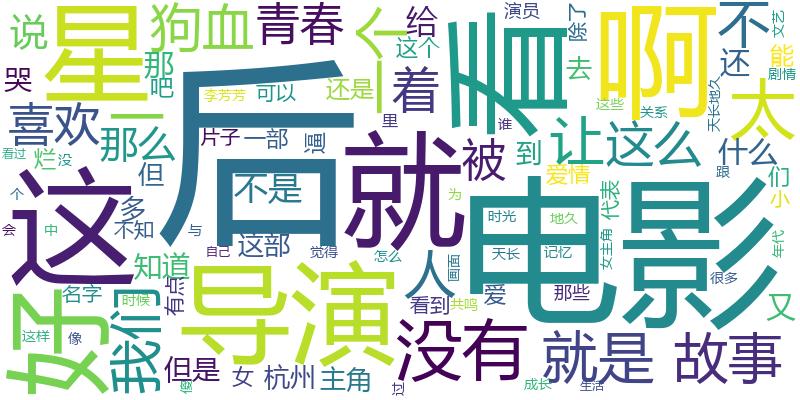 说
星
狗血
青春
一个
给
这个
演员
除了
看
啊
不
文艺
能
剧情
还
哭
那
吧
李芳芳
可以
还是
着
去
这些
关系
天长地久
太
喜欢
一
后
片子
一部
逼
里
谁
让
这么
什么
看过
烂
没
那么
但
就
被
到
跟
个
这
不是
爱情
们
小
多
为
代表
不知
与
时光
地久
会
中
这部
自己
觉得
怎么
人
电影
天长
记忆
女主角
年代
知道
导演
画面
很多
好
我们
名字
时候
有点
爱
那些
看到
共鸣
又
这样
像
没有
就是
故事
但是
傻
女
杭州
主角
过
成长
生活